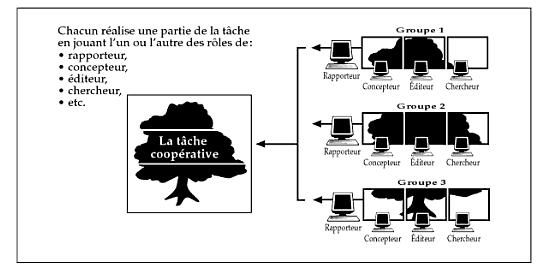 Chacun réalise une partie de la tâche
en jouant l'un ou l'autre des rôles de :
• rapporteur,
• concepteur,
• éditeur,
• chercheur,
• etc.
La tâche
coopérative
Groupe 1
Rapporteur
Concepteur Éditeur Chercheur
Groupe 2
Rapporteur
Concepteur Éditeur Chercheur
Groupe 3
Rapporteur
Concepteur Éditeur Chercheur